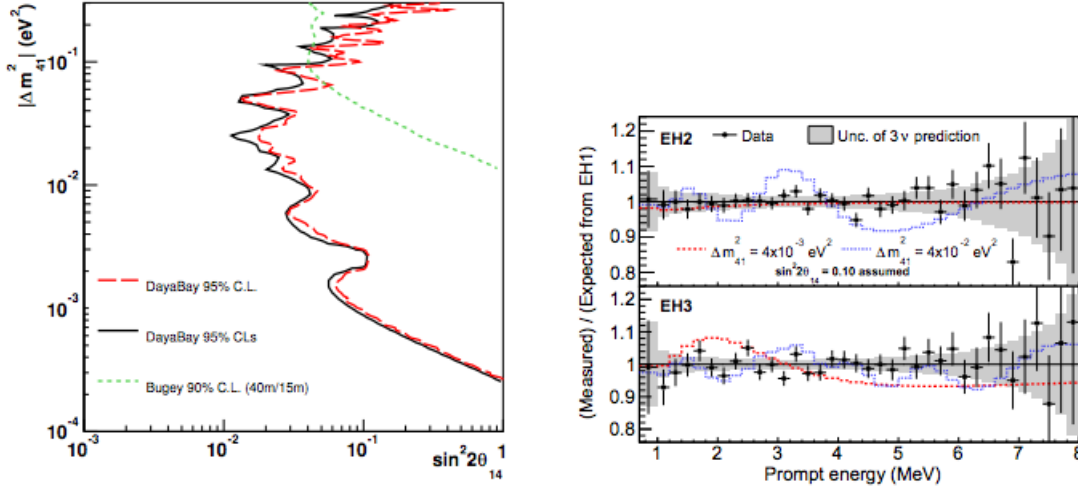 |Δm²₄₁| (eV²)
10⁻¹
10⁻²
10⁻³
10⁻⁴
DayaBay 95% C.L.
DayaBay 95% CLs
Bugey 90% C.L. (40m/15m)
10⁻³
10⁻²
10⁻¹
1
sin²2θ₁₄
(Measured) / (Expected from EH1)
1.2
1.1
1
0.9
0.8
EH2
Data
Unc. of 3 ν prediction
Δm²₄₁ = 4x10⁻³ eV²
Δm²₄₁ = 4x10⁻² eV²
sin²2θ₁₄ = 0.10 assumed
1.2
1.1
1
0.9
0.8
EH3
1 2 3 4 5 6 7 8
Prompt energy (MeV)